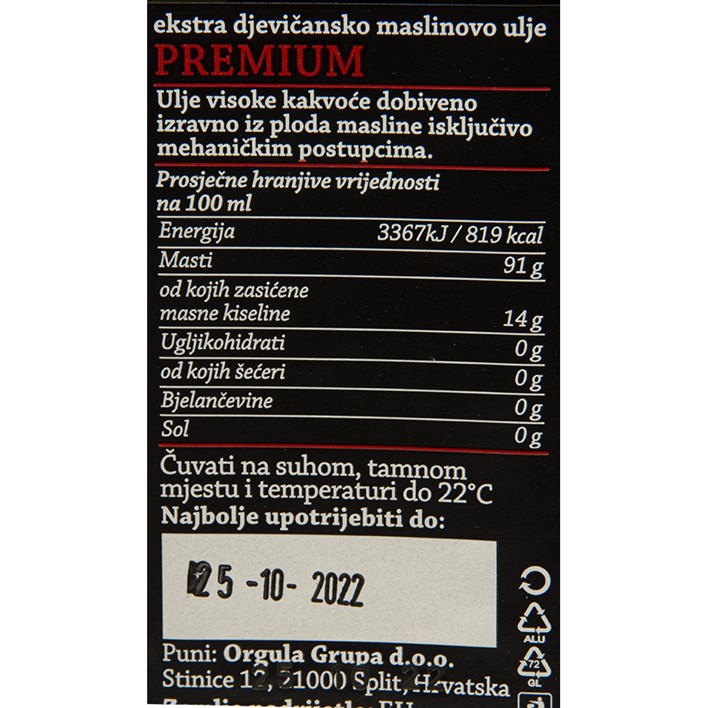 ekstra djevičansko maslinovo ulje
PREMIUM
Ulje visoke kakvoće dobiveno
izravno iz ploda masline isključivo
mehaničkim postupcima.
Prosječne hranjive vrijednosti
na 100 ml
Energija 3367kJ / 819 kcal
Masti 91 g
od kojih zasićene
masne kiseline 14 g
Ugljikohidrati 0 g
od kojih šećeri 0 g
Bjelančevine 0 g
Sol 0 g
Čuvati na suhom, tamnom
mjestu i temperaturi do 22°C
Najbolje upotrijebiti do:
25 -10- 2022
ALU
72
GL
Puni: Orgula Grupa d.o.o.
Stinice 12, 21000 Split, Hrvatska